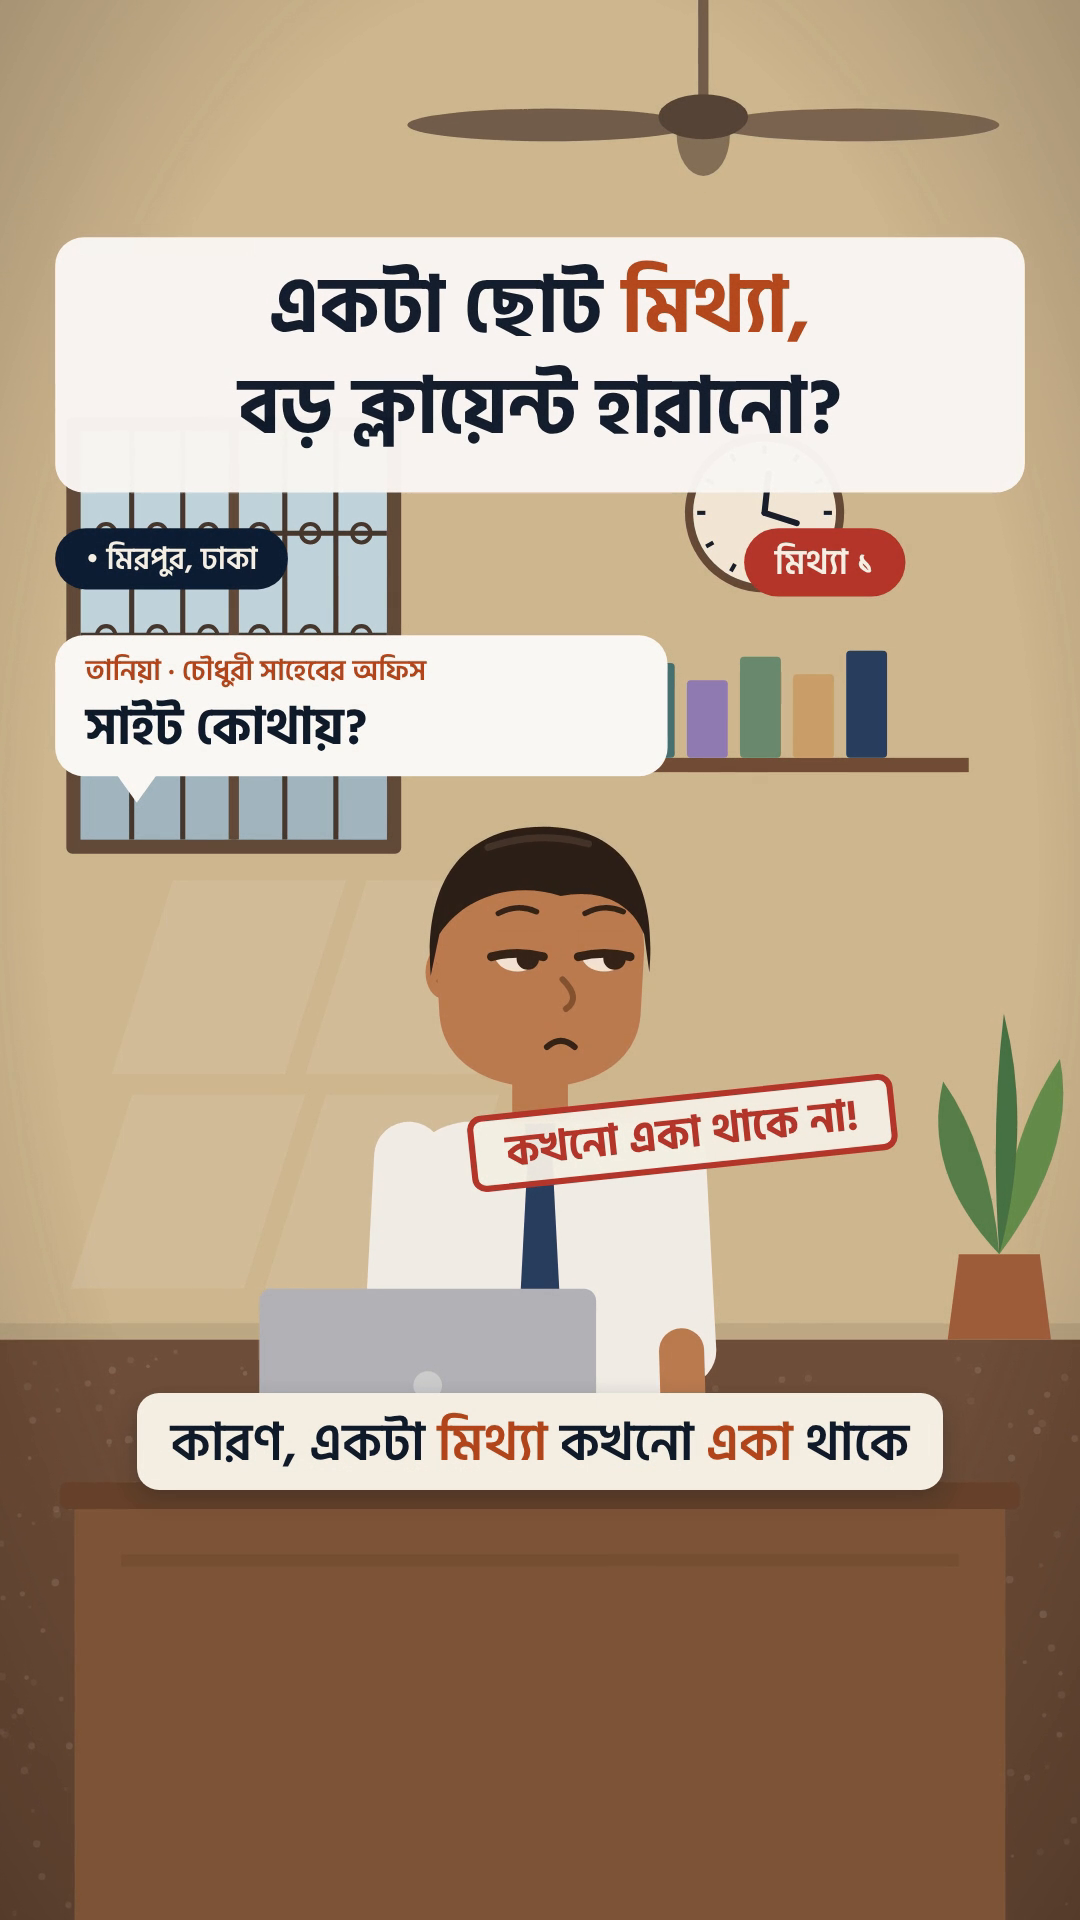 একটা ছোট মিথ্যা,
বড় ক্লায়েন্ট হারানো?
• মিরপুর, ঢাকা
মিথ্যা ১
তানিয়া · চৌধুরী সাহেবের অফিস
সাইট কোথায়?
কখনো একা থাকে না!
কারণ, একটা মিথ্যা কখনো একা থাকে